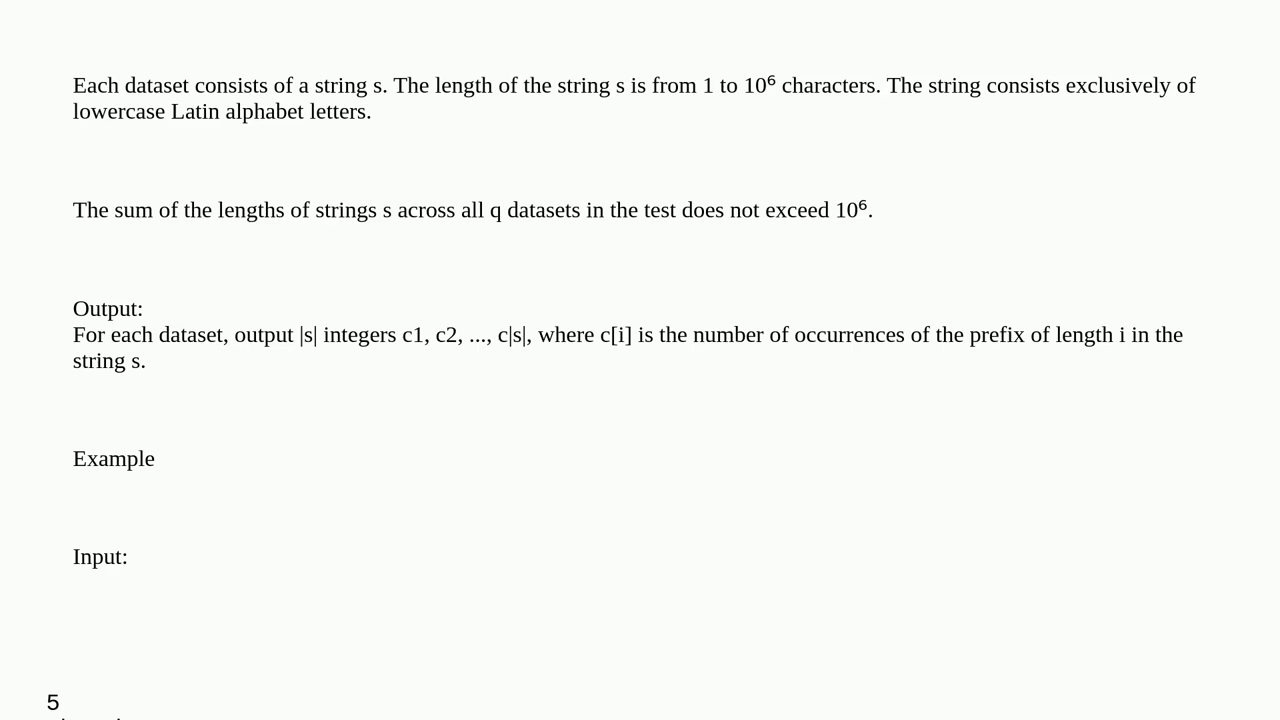 Each dataset consists of a string s. The length of the string s is from 1 to 10⁶ characters. The string consists exclusively of
lowercase Latin alphabet letters.
The sum of the lengths of strings s across all q datasets in the test does not exceed 10⁶.
Output:
For each dataset, output |s| integers c1, c2, ..., c|s|, where c[i] is the number of occurrences of the prefix of length i in the
string s.
Example
Input:
5